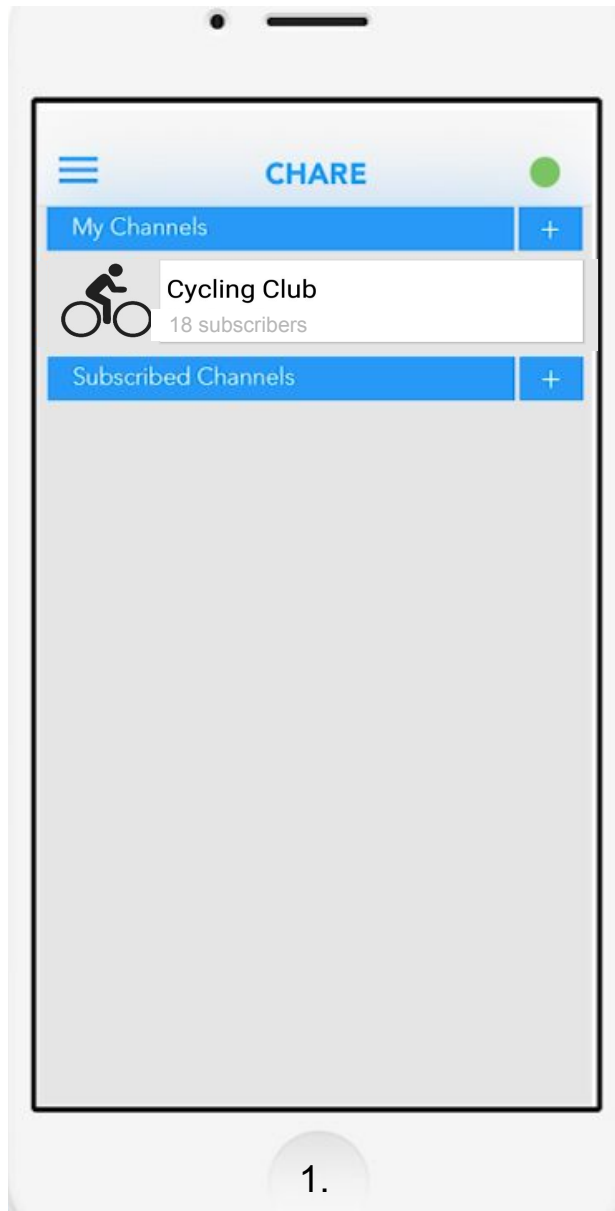 CHARE
My Channels +
Cycling Club
18 subscribers
Subscribed Channels +
1.